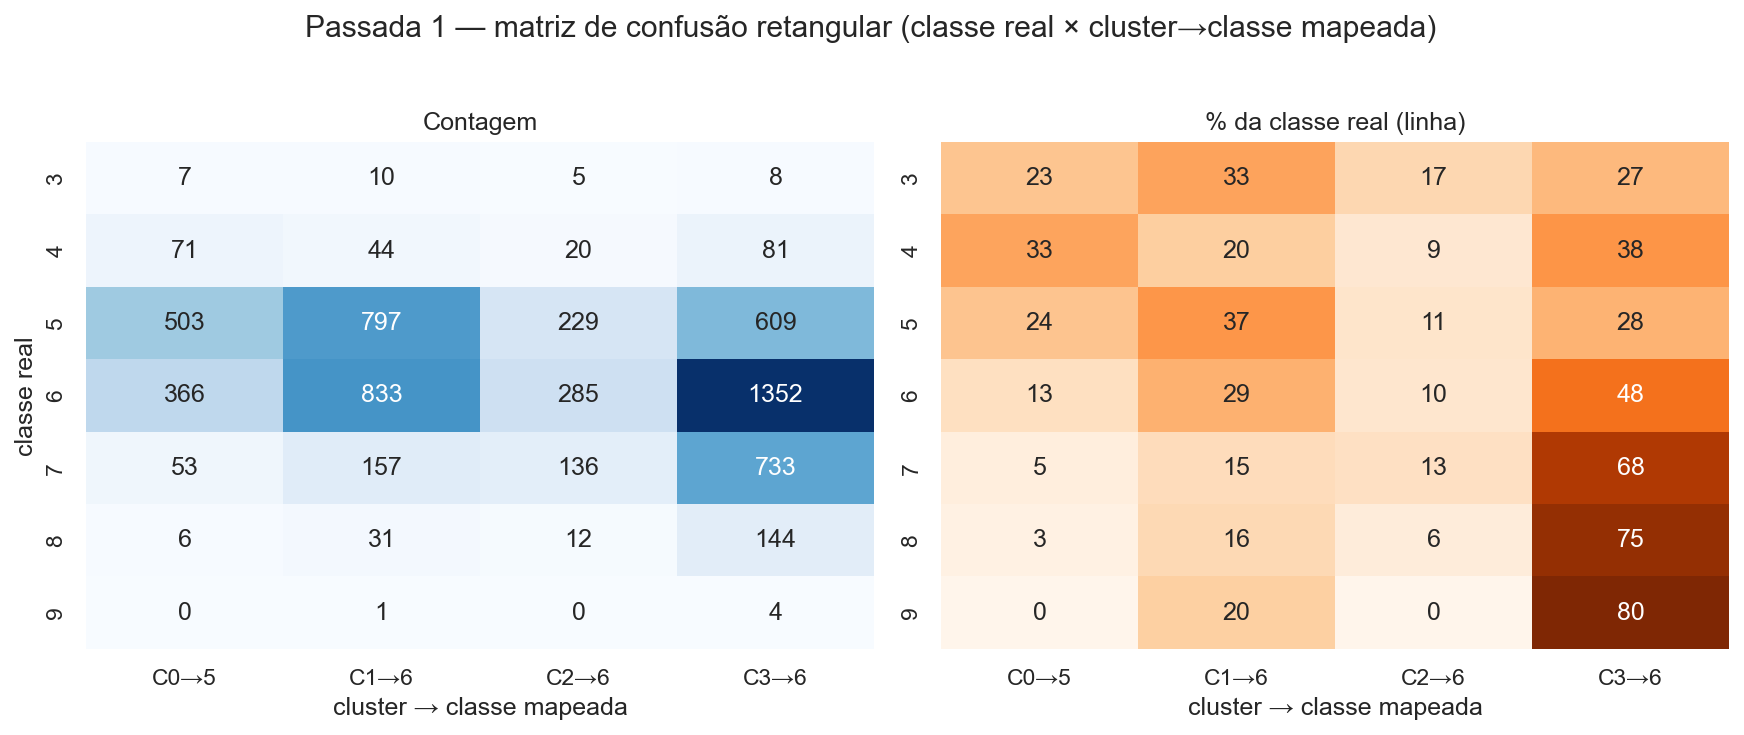 Passada 1 — matriz de confusão retangular (classe real × cluster→classe mapeada)
Contagem
% da classe real (linha)
classe real
3 7 10 5 8
4 71 44 20 81
5 503 797 229 609
6 366 833 285 1352
7 53 157 136 733
8 6 31 12 144
9 0 1 0 4
C0→5 C1→6 C2→6 C3→6
cluster → classe mapeada
3 23 33 17 27
4 33 20 9 38
5 24 37 11 28
6 13 29 10 48
7 5 15 13 68
8 3 16 6 75
9 0 20 0 80
C0→5 C1→6 C2→6 C3→6
cluster → classe mapeada